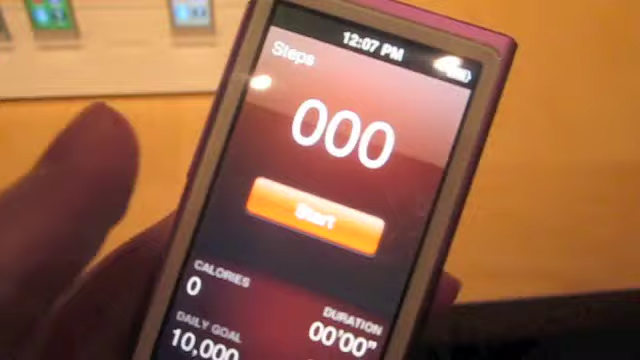 12:07 PM
Steps
000
Start
CALORIES
0
DURATION
00'00"
DAILY GOAL
10,000